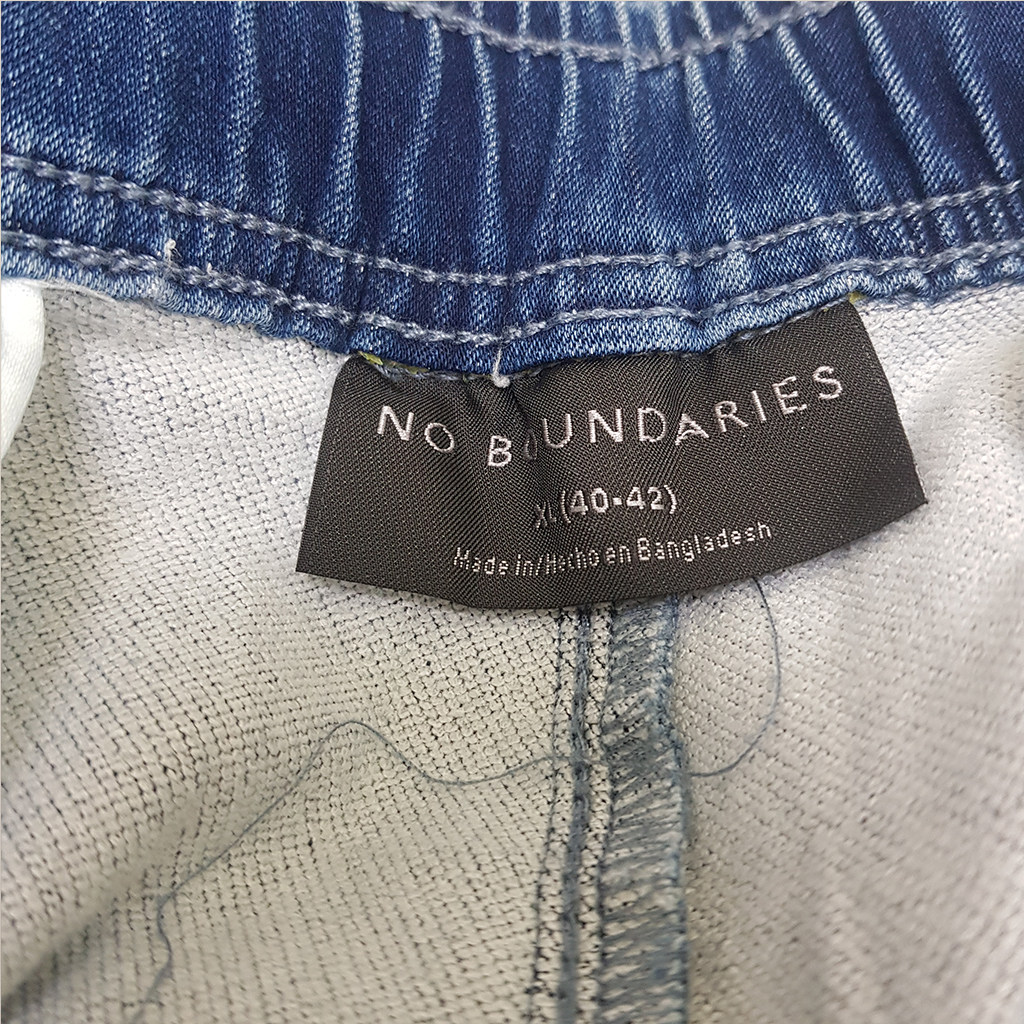 NO BOUNDARIES
XL (40-42)
Made in/Hecho en Bangladesh